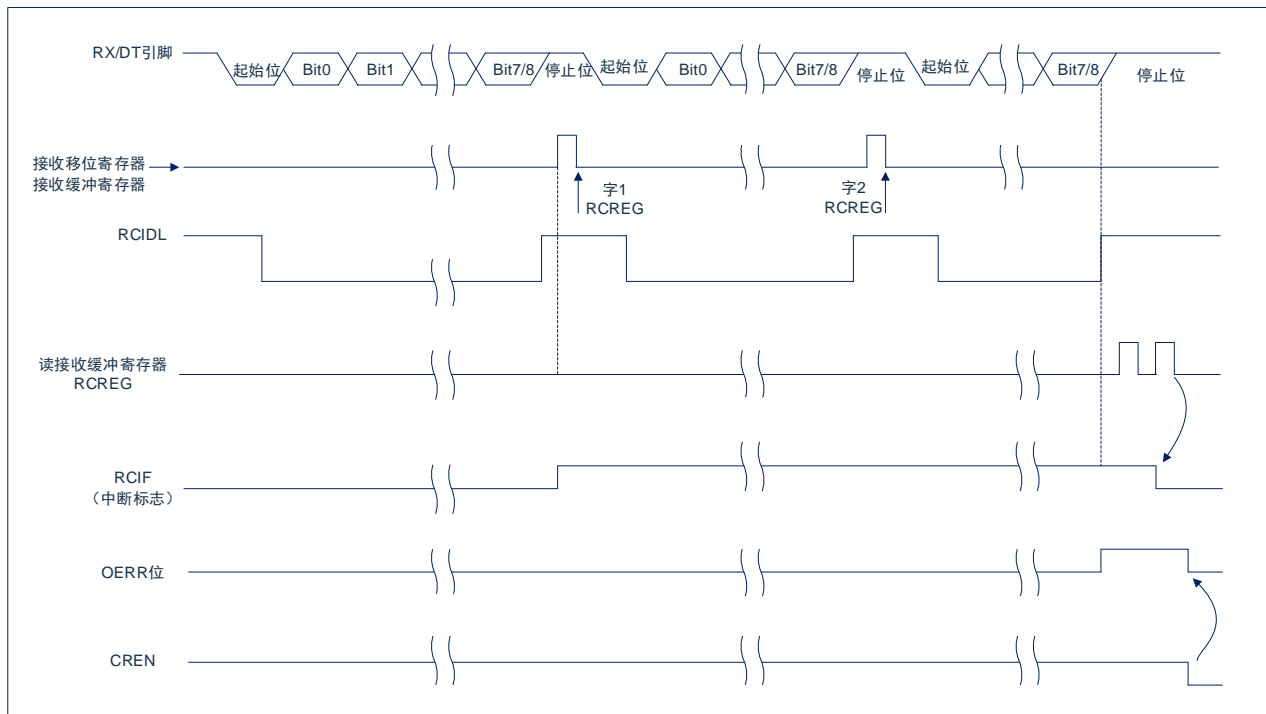 RX/DT引脚
起始位 Bit0 Bit1 Bit7/8 停止位 起始位 Bit0 Bit7/8 停止位 起始位 Bit7/8 停止位
接收移位寄存器
接收缓冲寄存器
字1
RCREG
字2
RCREG
RCIDL
读接收缓冲寄存器
RCREG
RCIF
（中断标志）
OERR位
CREN